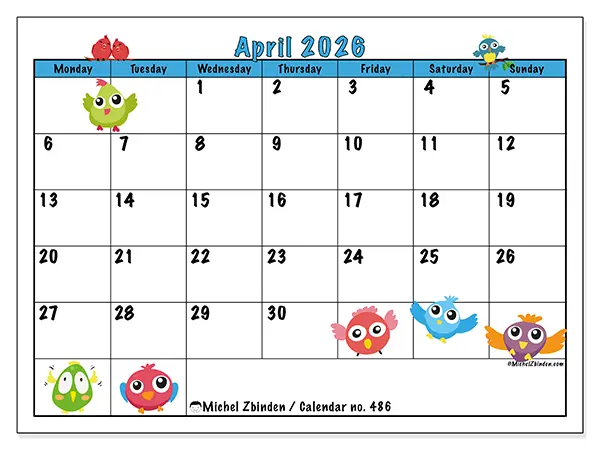 April 2026
Monday Tuesday Wednesday Thursday Friday Saturday Sunday
1 2 3 4 5
6 7 8 9 10 11 12
13 14 15 16 17 18 19
20 21 22 23 24 25 26
27 28 29 30
©MichelZbinden.com
Michel Zbinden / Calendar no. 486